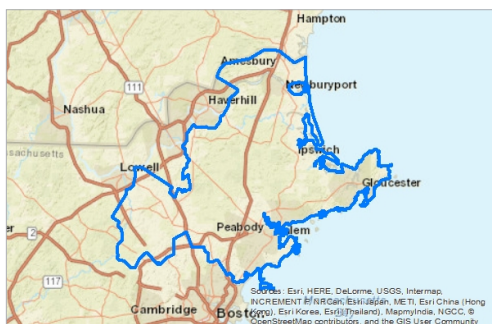 Hampton
Amesbury
Newburyport
111
Haverhill
Nashua
Massachusetts
Ipswich
Lowell
Gloucester
Peabody
Salem
2
117
Cambridge
Boston
Sources: Esri, HERE, DeLorme, USGS, Intermap,
INCREMENT P, NRCan, Esri Japan, METI, Esri China (Hong
Kong), Esri Korea, Esri (Thailand), MapmyIndia, NGCC, ©
OpenStreetMap contributors, and the GIS User Community